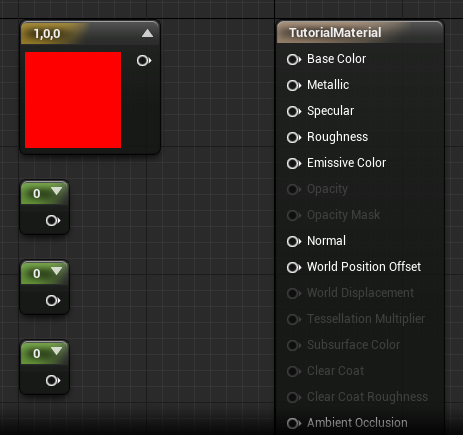 1,0,0
0
0
0
TutorialMaterial
Base Color
Metallic
Specular
Roughness
Emissive Color
Opacity
Opacity Mask
Normal
World Position Offset
World Displacement
Tessellation Multiplier
Subsurface Color
Clear Coat
Clear Coat Roughness
Ambient Occlusion